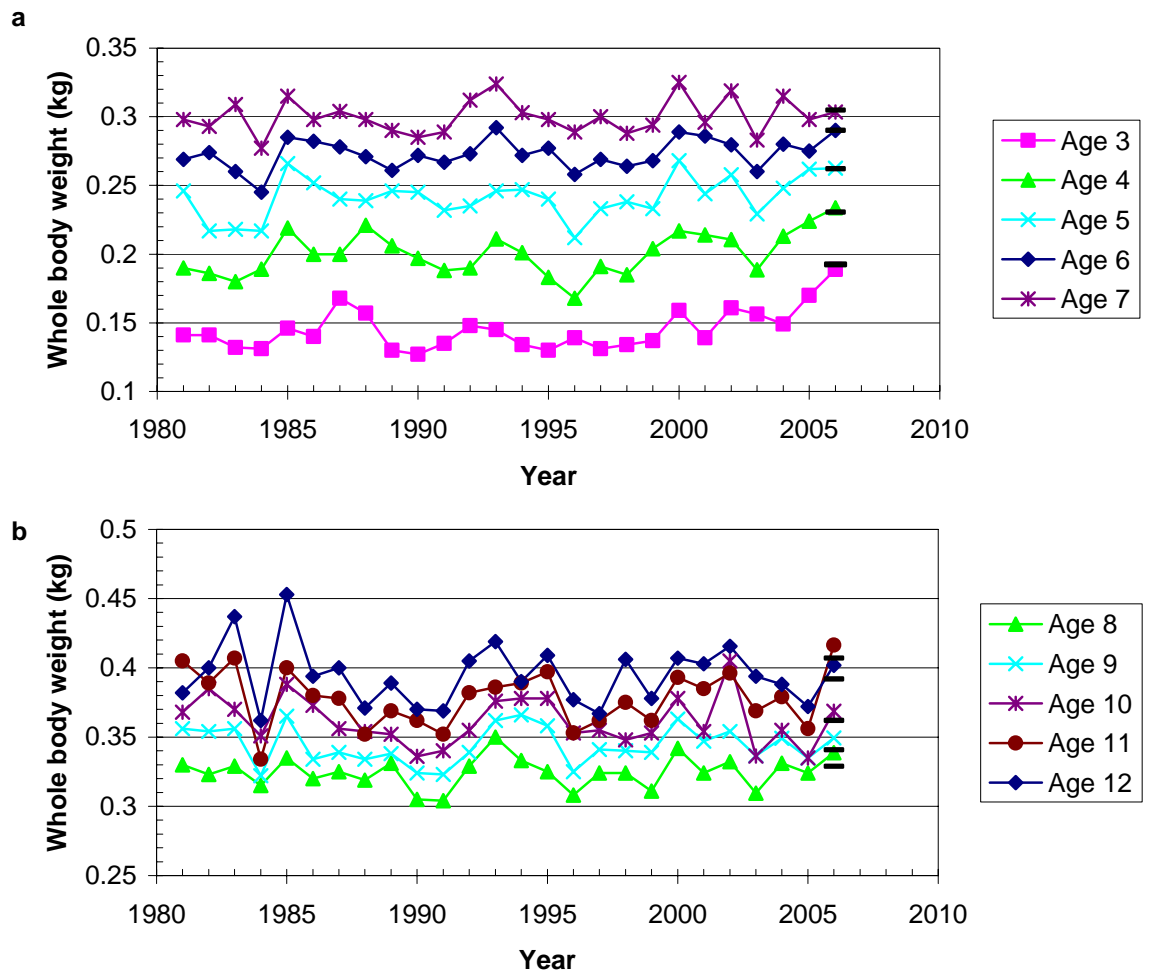 a
Whole body weight (kg)
0.35
0.3
0.25
0.2
0.15
0.1
1980 1985 1990 1995 2000 2005 2010
Year
Age 3
Age 4
Age 5
Age 6
Age 7
b
Whole body weight (kg)
0.5
0.45
0.4
0.35
0.3
0.25
1980 1985 1990 1995 2000 2005 2010
Year
Age 8
Age 9
Age 10
Age 11
Age 12